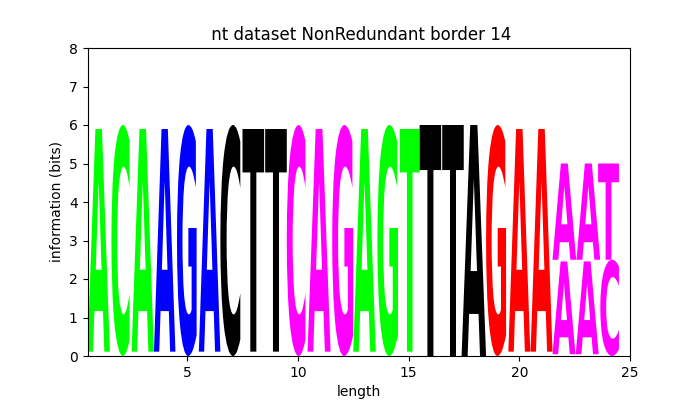 nt dataset NonRedundant border 14
8
7
6
5
4
3
2
1
0
information (bits)
ACAAGACTTCAGAGTTTAGAAAAT
AAC
5 10 15 20 25
length